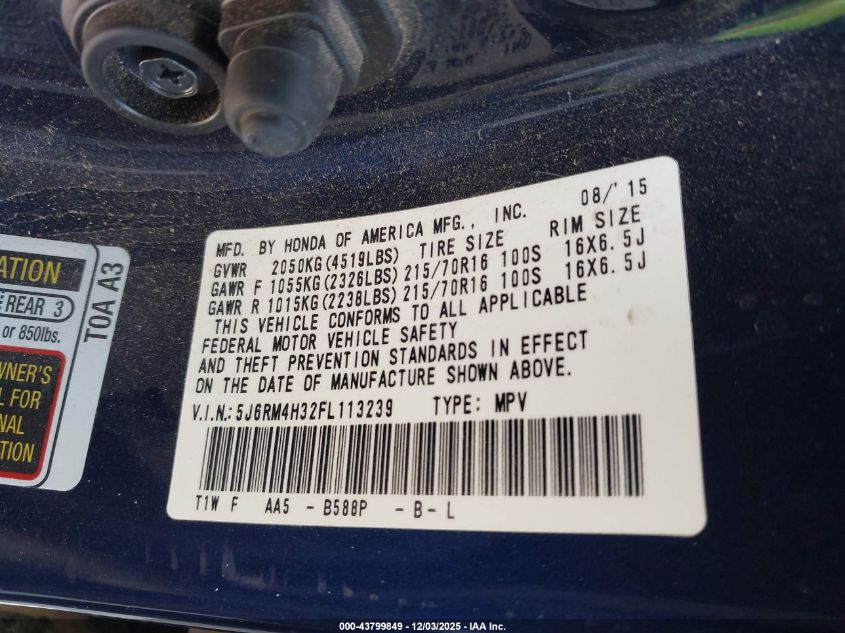 08/'15
MFD. BY HONDA OF AMERICA MFG., INC.
GVWR 2050KG(4519LBS) TIRE SIZE RIM SIZE
GAWR F 1055KG(2326LBS) 215/70R16 100S 16X6.5J
GAWR R 1015KG(2238LBS) 215/70R16 100S 16X6.5J
THIS VEHICLE CONFORMS TO ALL APPLICABLE
FEDERAL MOTOR VEHICLE SAFETY
AND THEFT PREVENTION STANDARDS IN EFFECT
ON THE DATE OF MANUFACTURE SHOWN ABOVE.
V.I.N.: 5J6RM4H32FL113239 TYPE: MPV
T1W F AA5 - B588P - B - L
ATION
REAR 3
or 850lbs.
WNER'S
L FOR
NAL
TION
TOA A3
000-43799849 - 12/03/2025 - IAA Inc.